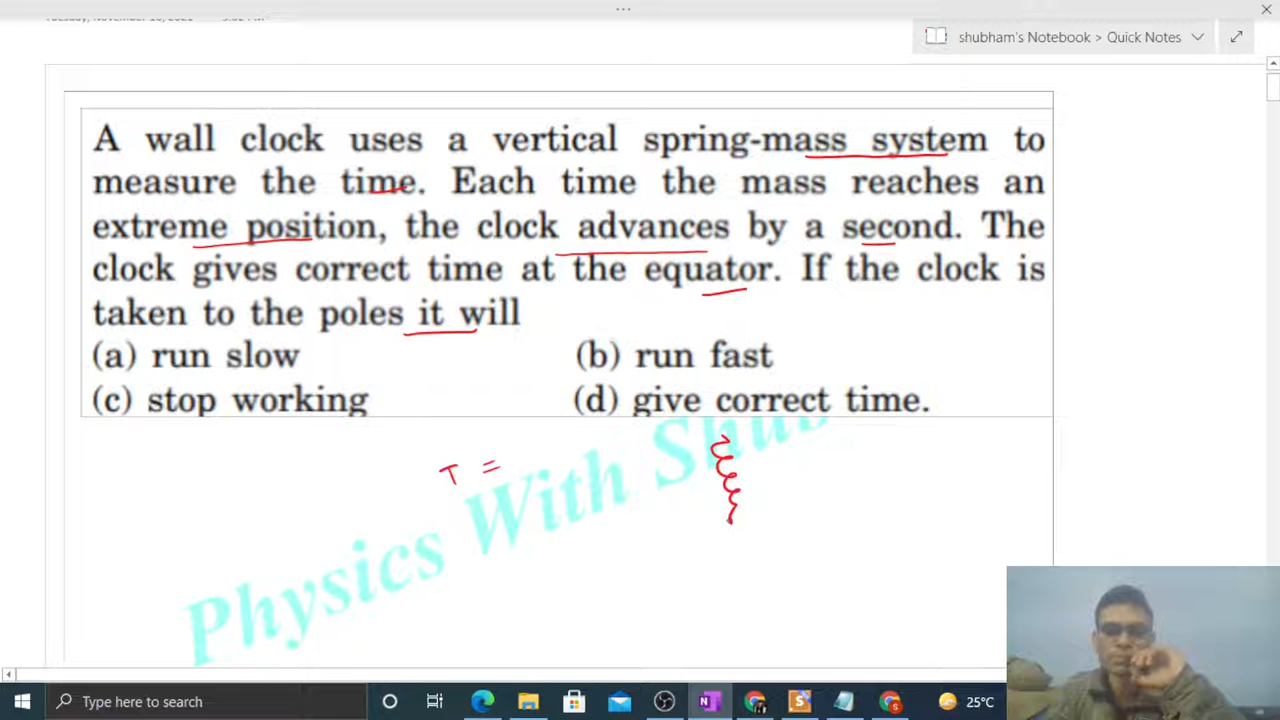 shubham's Notebook > Quick Notes
A wall clock uses a vertical spring-mass system to
measure the time. Each time the mass reaches an
extreme position, the clock advances by a second. The
clock gives correct time at the equator. If the clock is
taken to the poles it will
(a) run slow (b) run fast
(c) stop working (d) give correct time.
T =
Physics With
Type here to search
25°C